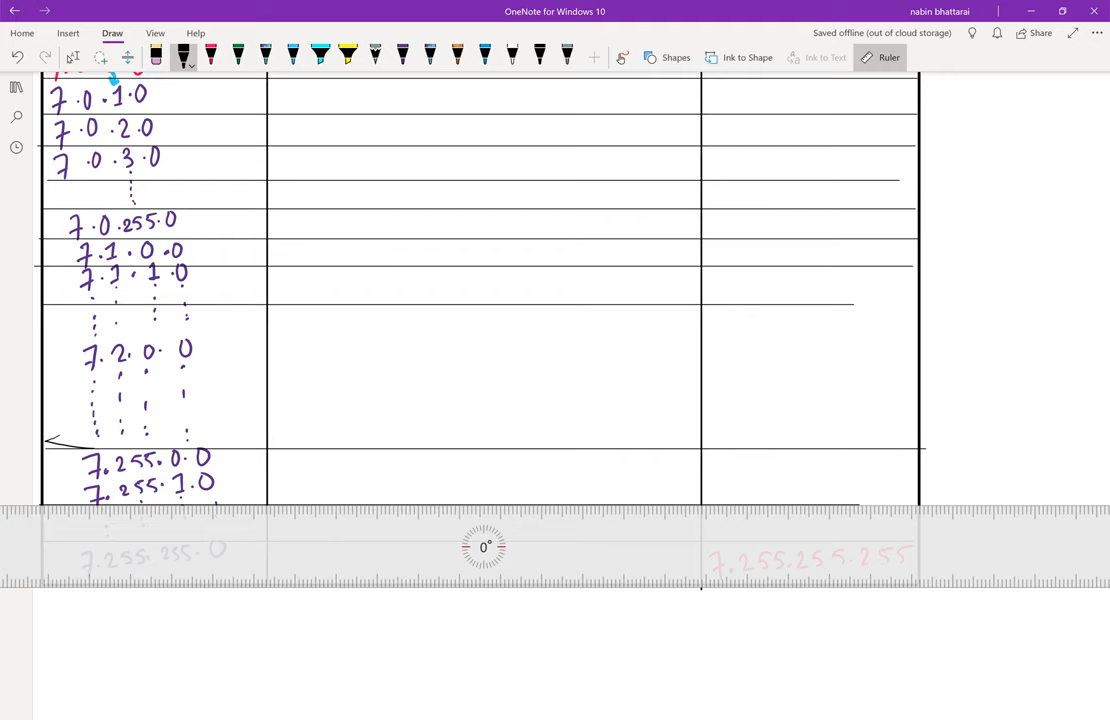 OneNote for Windows 10
nabin bhattarai
Home Insert Draw View Help
Saved offline (out of cloud storage)
Share
Shapes
Ink to Shape
Ink to Text
Ruler
7.0.1.0
7.0.2.0
7.0.3.0
7.0.255.0
7.1.0.0
7.1.1.0
7.2.0.0
7.255.0.0
7.255.1.0
0°
7.255.255.0 7.255.255.255